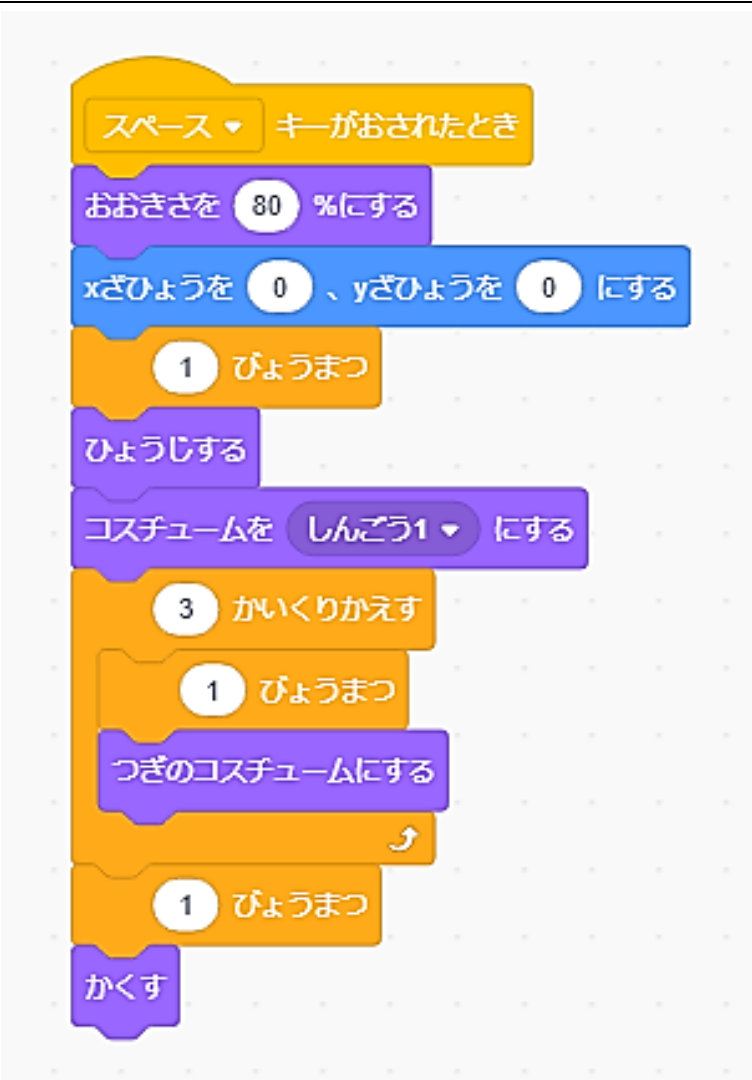 スペース キーがおされたとき
おおきさを 80 %にする
xざひょうを 0 、yざひょうを 0 にする
1 びょうまつ
ひょうじする
コスチュームを しんごう1 にする
3 かいくりかえす
1 びょうまつ
つぎのコスチュームにする
1 びょうまつ
かくす